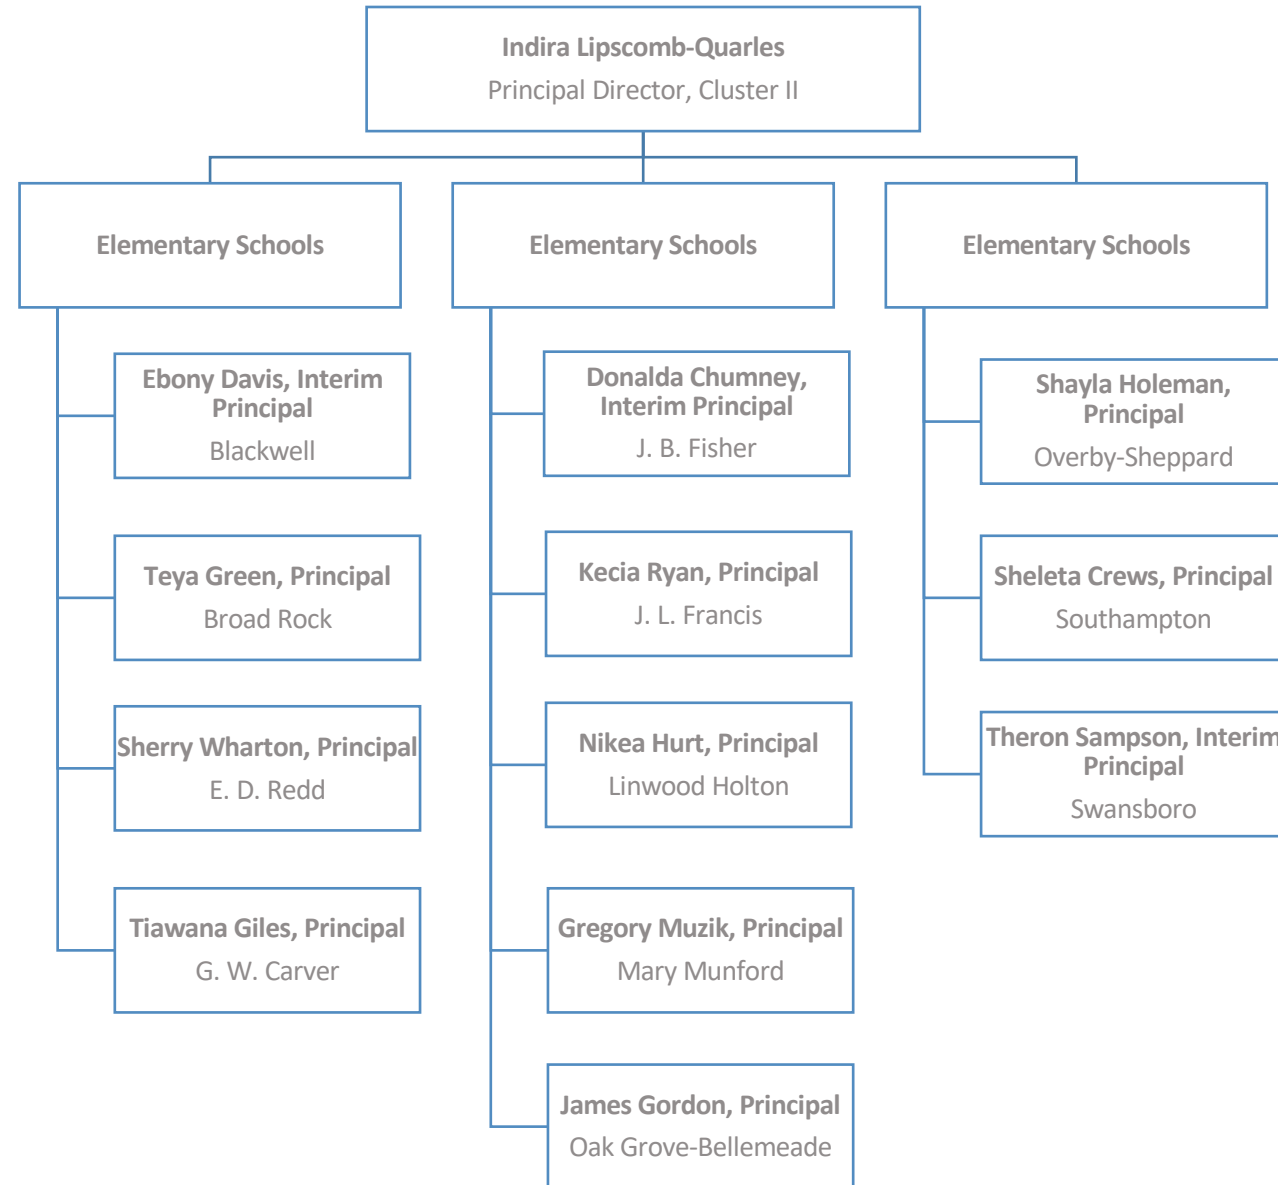 Indira Lipscomb-Quarles
Principal Director, Cluster II
Elementary Schools
Ebony Davis, Interim
Principal
Blackwell
Teya Green, Principal
Broad Rock
Sherry Wharton, Principal
E. D. Redd
Tiawana Giles, Principal
G. W. Carver
Elementary Schools
Donalda Chumney,
Interim Principal
J. B. Fisher
Kecia Ryan, Principal
J. L. Francis
Nikea Hurt, Principal
Linwood Holton
Gregory Muzik, Principal
Mary Munford
James Gordon, Principal
Oak Grove-Bellemeade
Elementary Schools
Shayla Holeman,
Principal
Overby-Sheppard
Sheleta Crews, Principal
Southampton
Theron Sampson, Interim
Principal
Swansboro